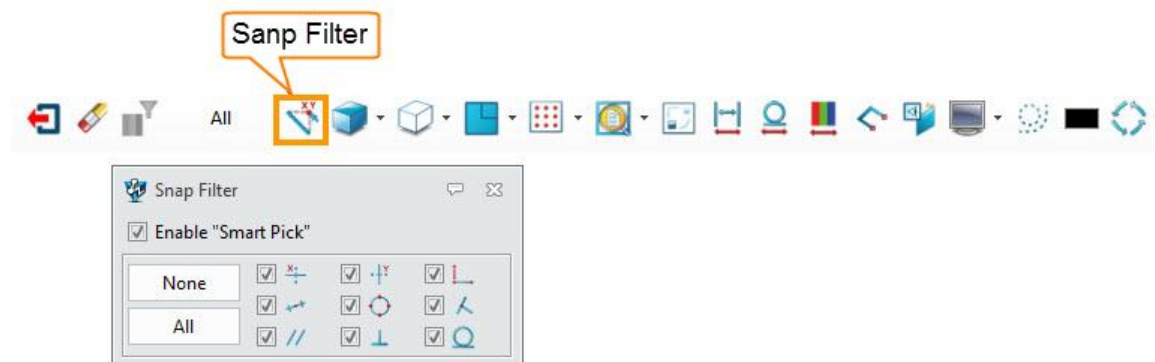 Sanp Filter
All
Snap Filter
Enable "Smart Pick"
None
All